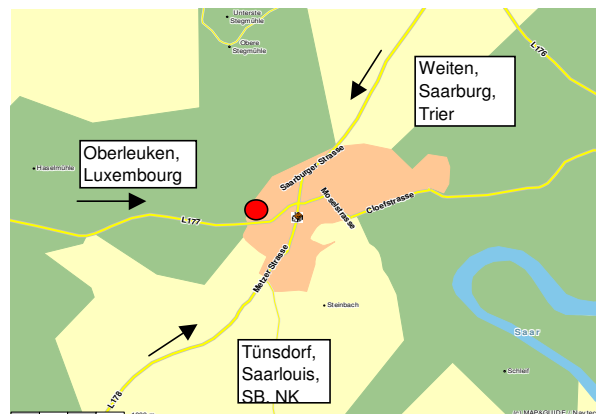 Unterste
Stegmühle
Obere
Stegmühle
L176
Weiten,
Saarburg,
Trier
Oberleuken,
Luxembourg
Haselmühle
Saarburger Strasse
Moselstrasse
Cloefstrasse
L177
Metzer Strasse
Steinbach
Saar
Tünsdorf,
Saarlouis,
SB, NK
Schleif
L178